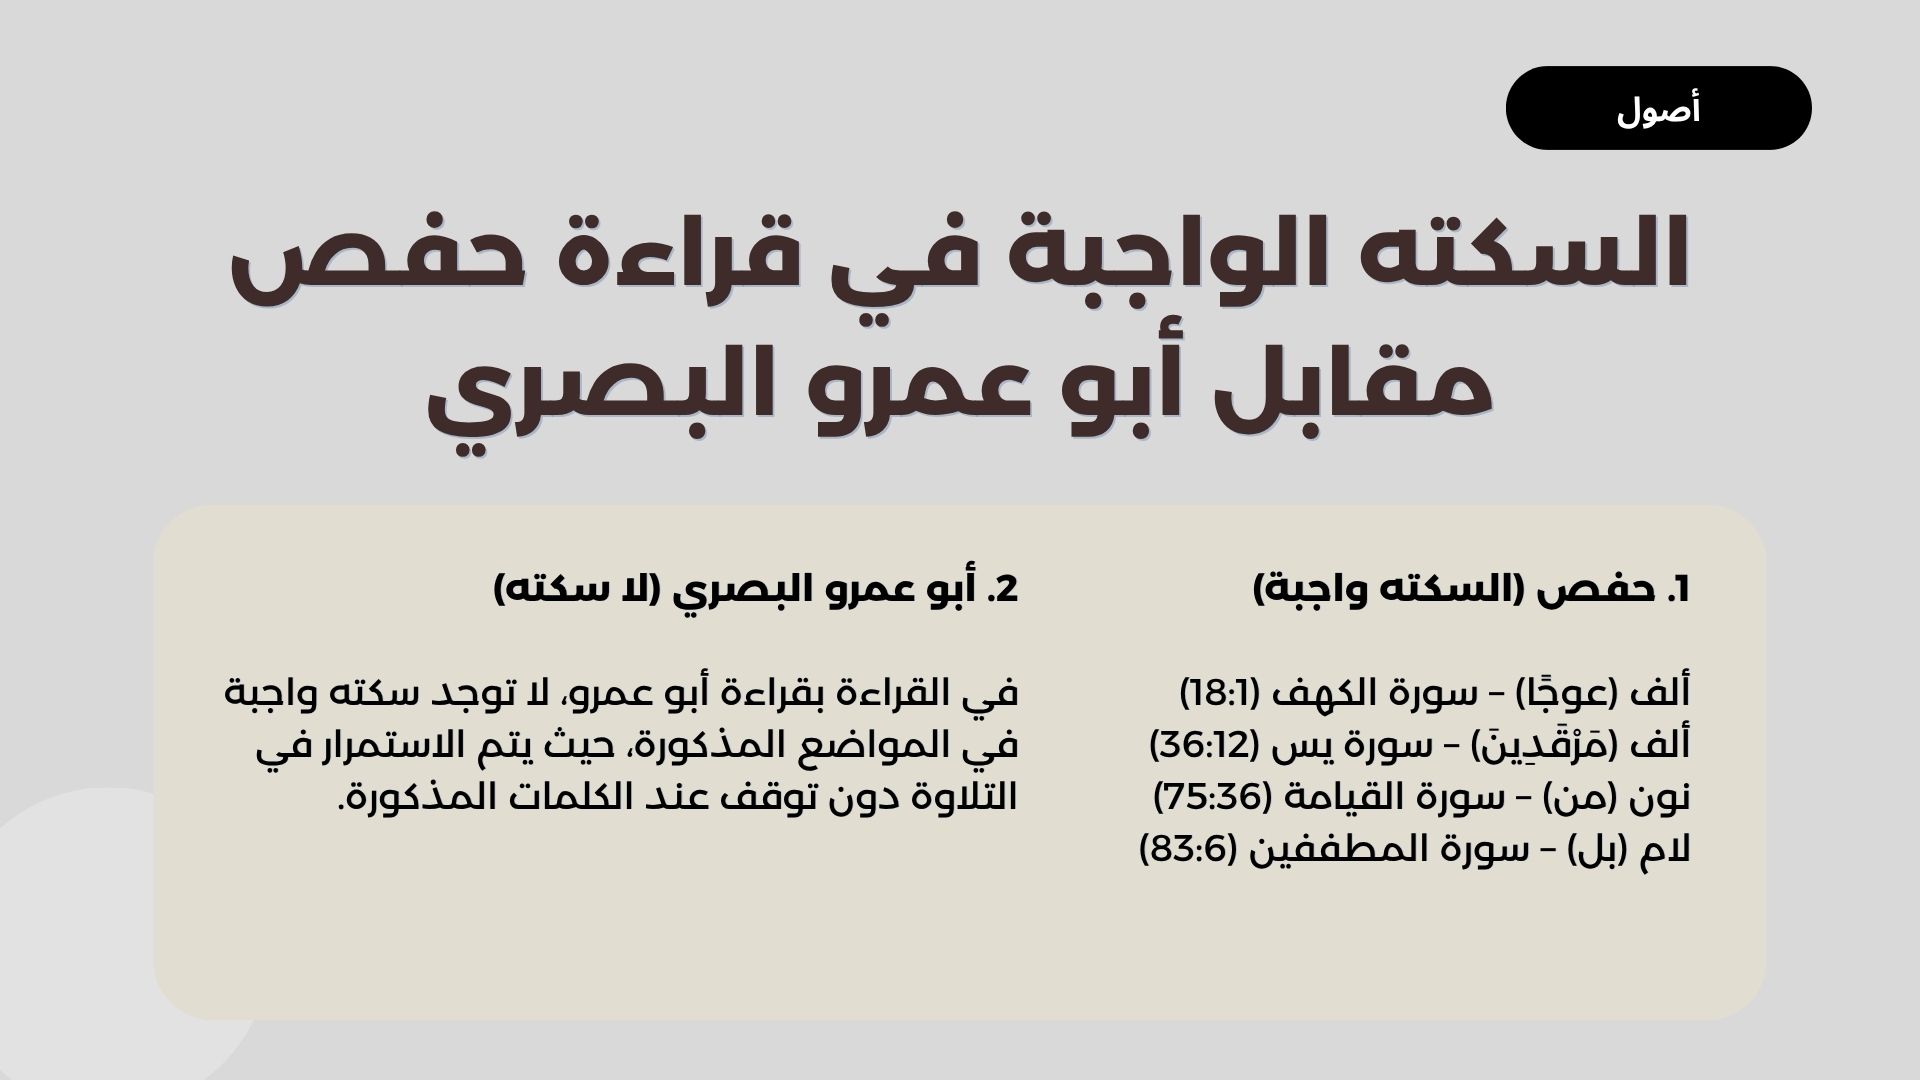 أصول
السكته الواجبة في قراءة حفص
مقابل أبو عمرو البصري
1. حفص (السكته واجبة)
ألف (عوجًا) – سورة الكهف (18:1)
ألف (مَرْقَدِينَ) – سورة يس (36:12)
نون (من) – سورة القيامة (75:36)
لام (بل) – سورة المطففين (83:6)
2. أبو عمرو البصري (لا سكته)
في القراءة بقراءة أبو عمرو، لا توجد سكته واجبة
في المواضع المذكورة، حيث يتم الاستمرار في
التلاوة دون توقف عند الكلمات المذكورة.